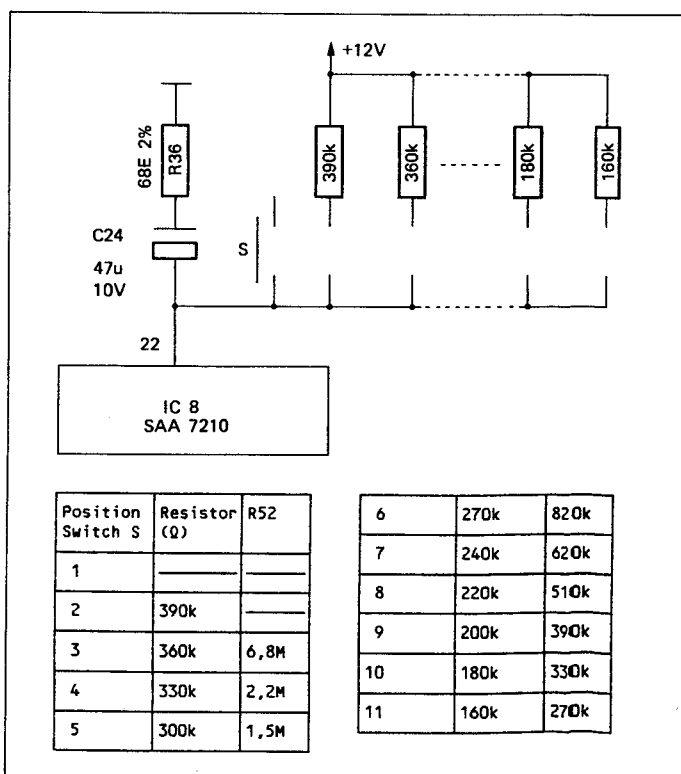 +12V
68E 2%
R36
390k
360k
180k
160k
C24
47u
10V
S
22
IC 8
SAA 7210
Position Switch S Resistor (Ω) R52
1
2 390k
3 360k 6,8M
4 330k 2,2M
5 300k 1,5M
6 270k 820k
7 240k 620k
8 220k 510k
9 200k 390k
10 180k 330k
11 160k 270k